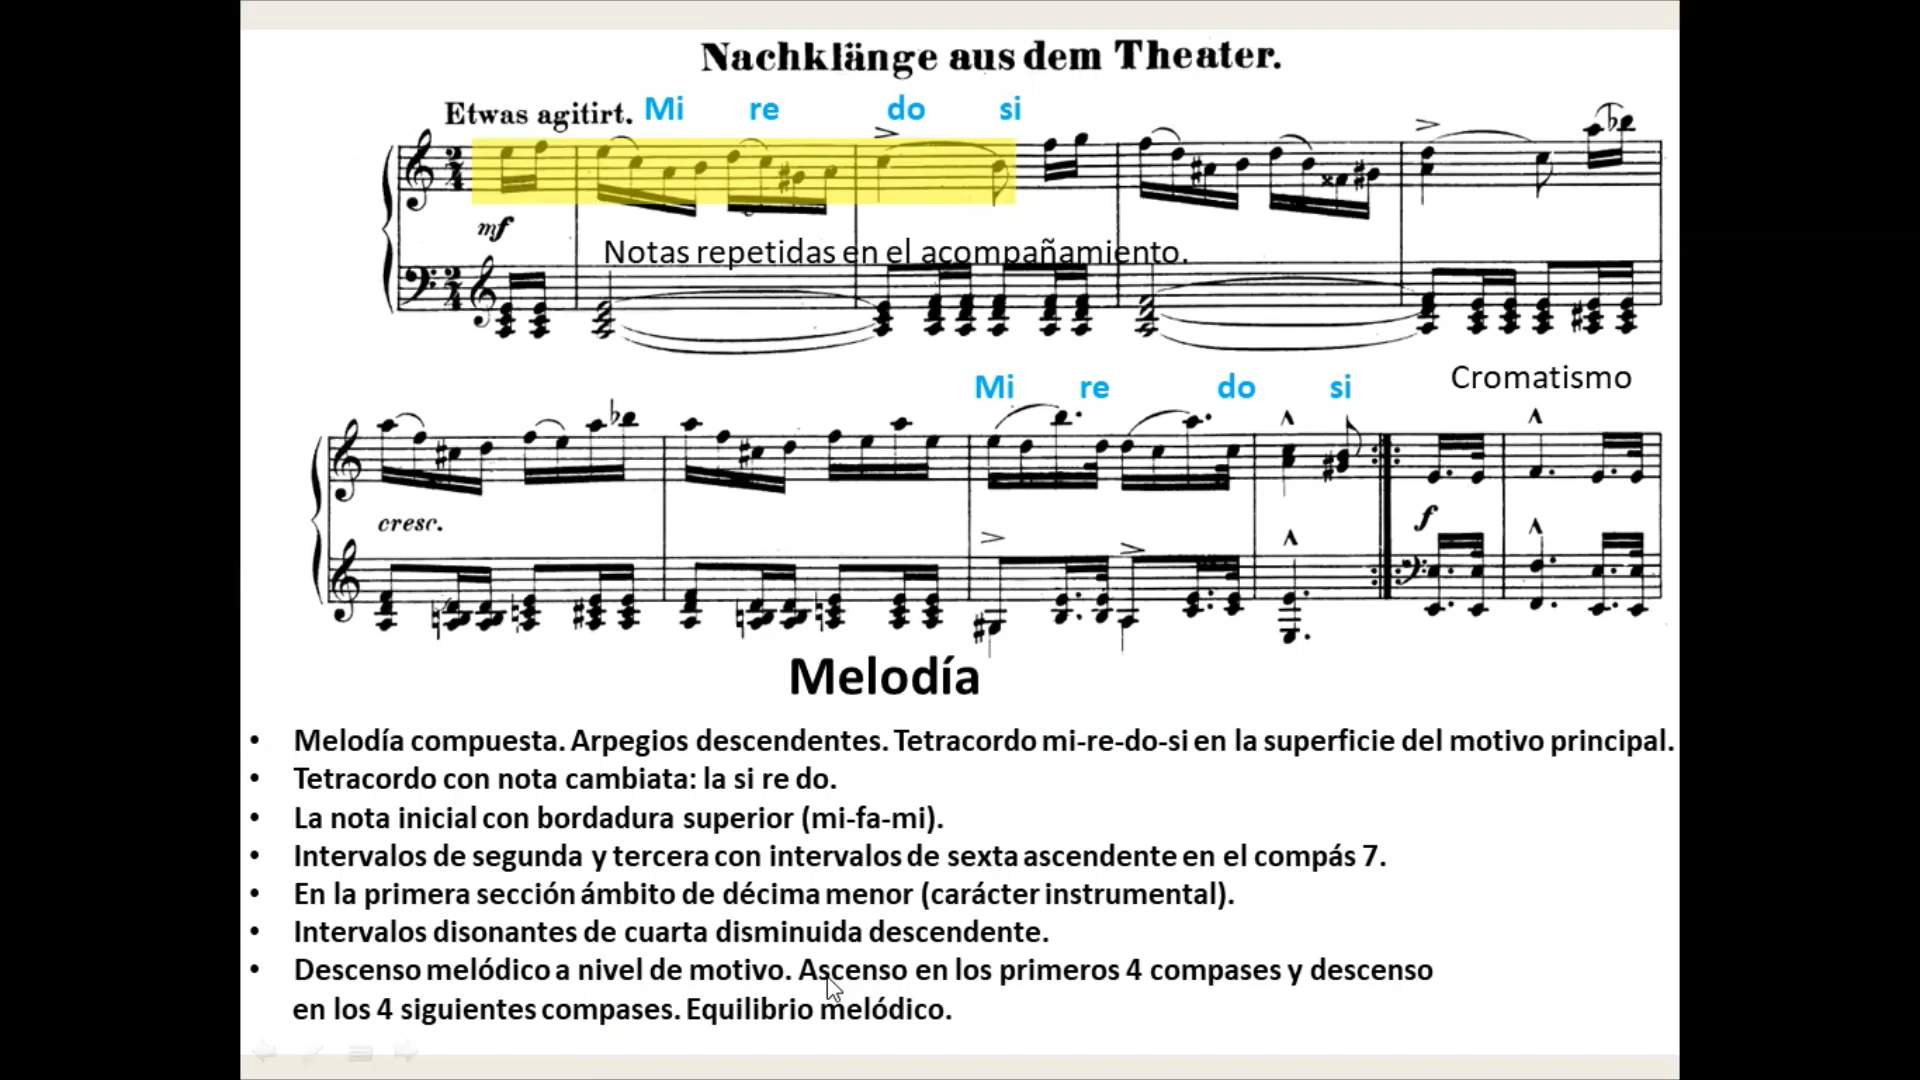 Nachklänge aus dem Theater.
Etwas agitirt. Mi re do si
mf
Notas repetidas en el acompañamiento.
Mi re do si Cromatismo
cresc.
f
Melodía
• Melodía compuesta. Arpegios descendentes. Tetracordo mi-re-do-si en la superficie del motivo principal.
• Tetracordo con nota cambiata: la si re do.
• La nota inicial con bordadura superior (mi-fa-mi).
• Intervalos de segunda y tercera con intervalos de sexta ascendente en el compás 7.
• En la primera sección ámbito de décima menor (carácter instrumental).
• Intervalos disonantes de cuarta disminuida descendente.
• Descenso melódico a nivel de motivo. Ascenso en los primeros 4 compases y descenso
en los 4 siguientes compases. Equilibrio melódico.